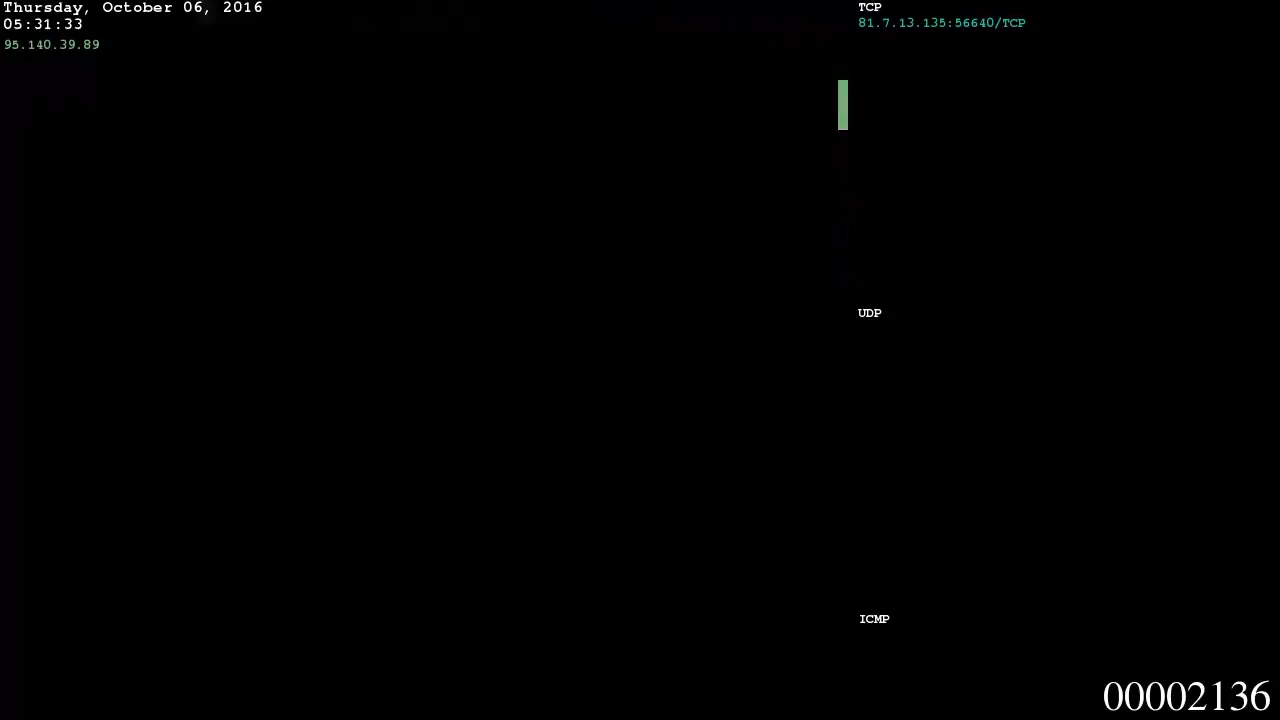 Thursday, October 06, 2016
05:31:33
95.140.39.89
TCP
81.7.13.135:56640/TCP
UDP
ICMP
00002136